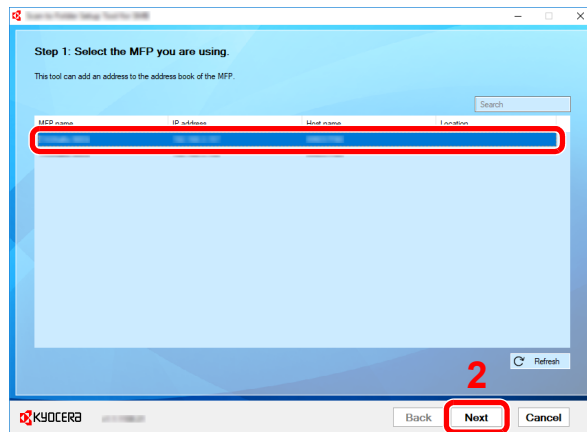 Step 1: Select the MFP you are using.
This tool can add an address to the address book of the MFP.
Search
MFP name IP address Host name Location
Refresh
2
KYOCERA Back Next Cancel